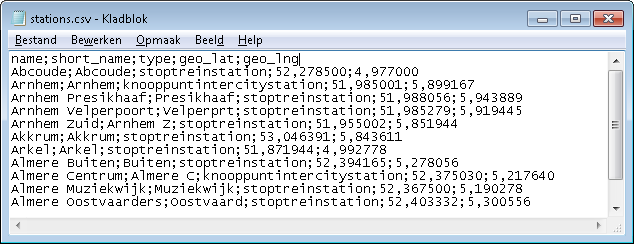 stations.csv - Kladblok
Bestand Bewerken Opmaak Beeld Help
name;short_name;type;geo_lat;geo_lng
Abcoude;Abcoude;stoptreinstation;52,278500;4,977000
Arnhem;Arnhem;knooppuntintercitystation;51,985001;5,899167
Arnhem Presikhaaf;Presikhaaf;stoptreinstation;51,988056;5,943889
Arnhem Velperpoort;Velperprt;stoptreinstation;51,985279;5,919445
Arnhem Zuid;Arnhem Z;stoptreinstation;51,955002;5,851944
Akkrum;Akkrum;stoptreinstation;53,046391;5,843611
Arkel;Arkel;stoptreinstation;51,871944;4,992778
Almere Buiten;Buiten;stoptreinstation;52,394165;5,278056
Almere Centrum;Almere C;knooppuntintercitystation;52,375030;5,217640
Almere Muziekwijk;Muziekwijk;stoptreinstation;52,367500;5,190278
Almere Oostvaarders;Oostvaard;stoptreinstation;52,403332;5,300556